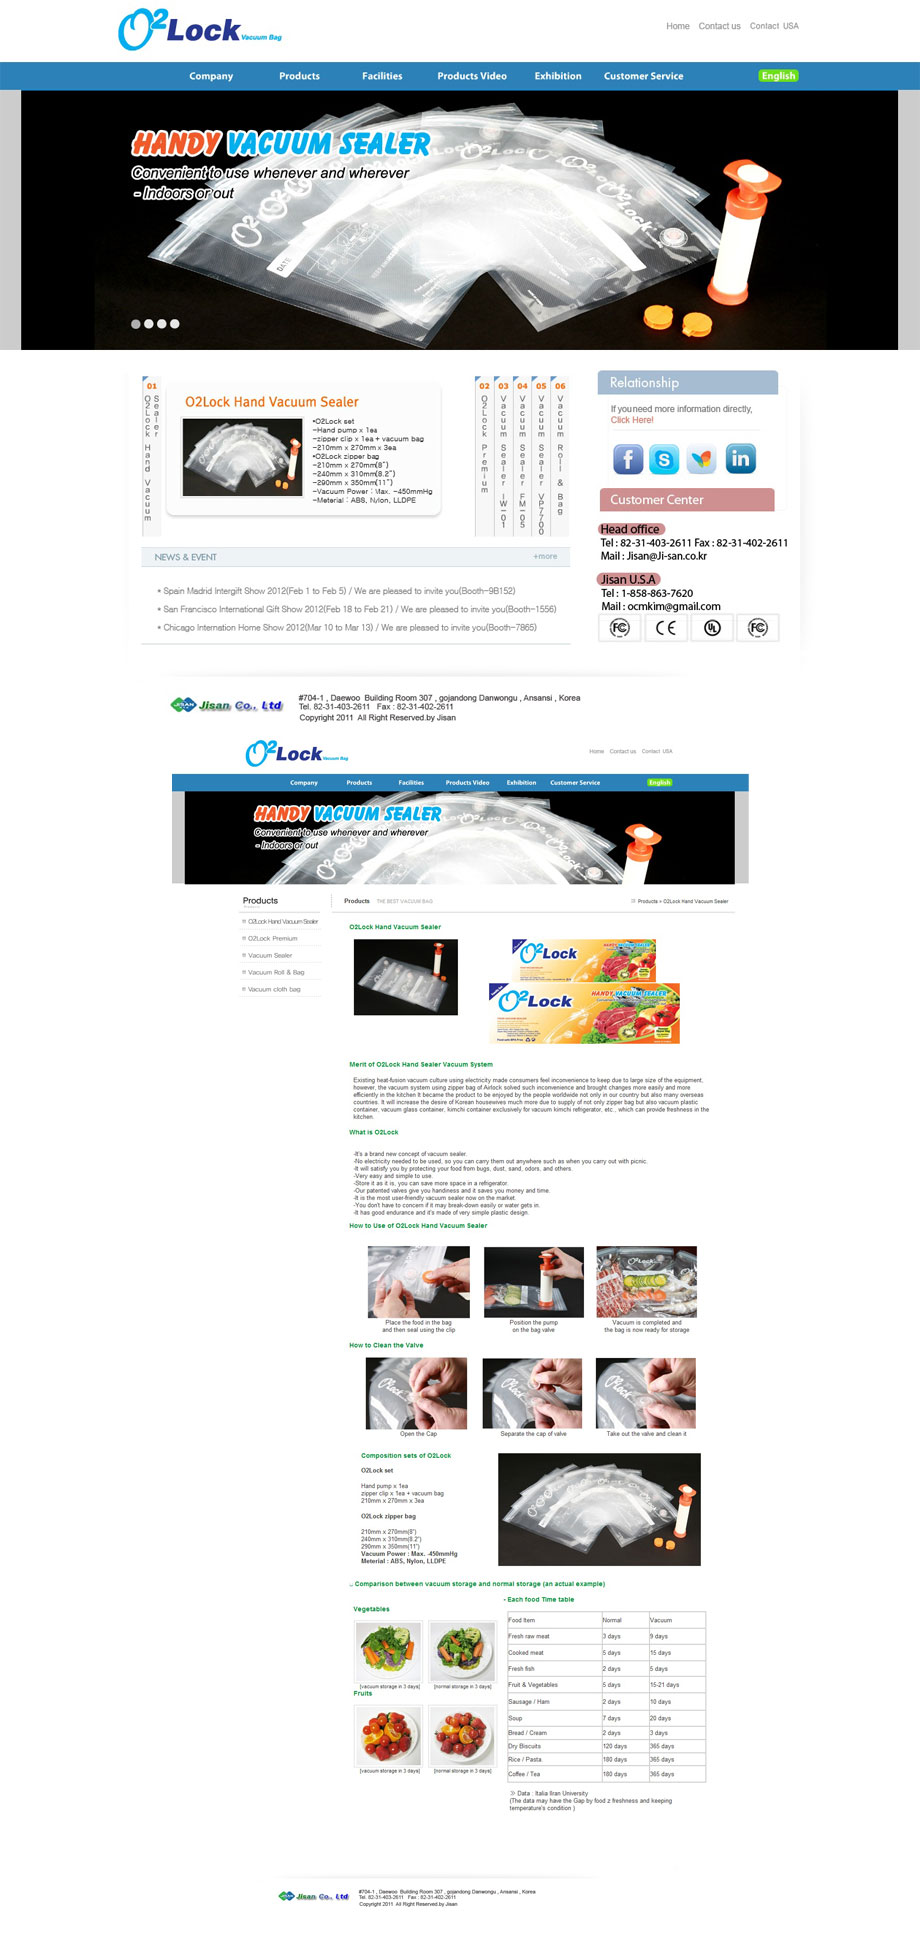 O2Lock Vacuum Bag
Home Contact us Contact USA
Company Products Facilities Products Video Exhibition Customer Service English
HANDY VACUUM SEALER
Convenient to use whenever and wherever
- Indoors or out
O2Lock
DATE
01 O2Lock Hand Vacuum Sealer
O2Lock Hand Vacuum Sealer
•O2Lock set
-Hand pump x 1ea
-zipper clip x 1ea + vacuum bag
-210mm x 270mm x 3ea
•O2Lock zipper bag
-210mm x 270mm(8")
-240mm x 310mm(8.2")
-290mm x 350mm(11")
-Vacuum Power : Max. -450mmHg
-Meterial : ABS, Nylon, LLDPE
02 O2Lock Premium
03 Vacuum Sealer IW-01
04 Vacuum Sealer FM-05
05 Vacuum Sealer VP7700
06 Vacuum Roll & Bag
Relationship
If you need more information directly,
Click Here!
Customer Center
Head office
Tel : 82-31-403-2611 Fax : 82-31-402-2611
Mail : Jisan@Ji-san.co.kr
Jisan U.S.A
Tel : 1-858-863-7620
Mail : ocmkim@gmail.com
FC CE UL FC
NEWS & EVENT +more
Spain Madrid Intergift Show 2012(Feb 1 to Feb 5) / We are pleased to invite you(Booth-9B152)
San Francisco International Gift Show 2012(Feb 18 to Feb 21) / We are pleased to invite you(Booth-1556)
Chicago Internation Home Show 2012(Mar 10 to Mar 13) / We are pleased to invite you(Booth-7865)
JISAN Jisan Co., Ltd
#704-1 , Daewoo Building Room 307 , gojandong Danwongu , Ansansi , Korea
Tel. 82-31-403-2611 Fax : 82-31-402-2611
Copyright 2011 All Right Reserved.by Jisan
O2Lock Vacuum Bag
Home Contact us Contact USA
Company Products Facilities Products Video Exhibition Customer Service English
HANDY VACUUM SEALER
Convenient to use whenever and wherever
- Indoors or out
Products
O2Lock Hand Vacuum Sealer
O2Lock Premium
Vacuum Sealer
Vacuum Roll & Bag
Vacuum cloth bag
Products THE BEST VACUUM BAG
Products » O2Lock Hand Vacuum Sealer
O2Lock Hand Vacuum Sealer
O2Lock HANDY VACUUM SEALER
O2Lock HANDY VACUUM SEALER
Merit of O2Lock Hand Sealer Vacuum System
Existing heat-fusion vacuum culture using electricity made consumers feel inconvenience to keep due to large size of the equipment,
however, the vacuum system using zipper bag of Airlock solved such inconvenience and brought changes more easily and more
efficiently in the kitchen It became the product to be enjoyed by the people worldwide not only in our country but also many overseas
countries. It will increase the desire of Korean housewives much more due to supply of not only zipper bag but also vacuum plastic
container, vacuum glass container, kimchi container exclusively for vacuum kimchi refrigerator, etc., which can provide freshness in the
kitchen.
What is O2Lock
-It's a brand new concept of vacuum sealer.
-No electricity needed to be used, so you can carry them out anywhere such as when you carry out with picnic.
-It will satisfy you by protecting your food from bugs, dust, sand, odors, and others.
-Very easy and simple to use.
-Store it as it is, you can save more space in a refrigerator.
-Our patented valves give you handiness and it saves you money and time.
-It is the most user-friendly vacuum sealer now on the market.
-You don't have to concern if it may break-down easily or water gets in.
-It has good endurance and it's made of very simple plastic design.
How to Use of O2Lock Hand Vacuum Sealer
Place the food in the bag
and then seal using the clip
Position the pump
on the bag valve
Vacuum is completed and
the bag is now ready for storage
How to Clean the Valve
Open the Cap
Separate the cap of valve
Take out the valve and clean it
Composition sets of O2Lock
O2Lock set
Hand pump x 1ea
zipper clip x 1ea + vacuum bag
210mm x 270mm x 3ea
O2Lock zipper bag
210mm x 270mm(8")
240mm x 310mm(8.2")
290mm x 350mm(11")
Vacuum Power : Max. -450mmHg
Meterial : ABS, Nylon, LLDPE
Comparison between vacuum storage and normal storage (an actual example)
Vegetables
[vacuum storage in 3 days] [normal storage in 3 days]
Fruits
[vacuum storage in 3 days] [normal storage in 3 days]
- Each food Time table
Food Item Normal Vacuum
Fresh raw meat 3 days 9 days
Cooked meat 5 days 15 days
Fresh fish 2 days 5 days
Fruit & Vegetables 5 days 15-21 days
Sausage / Ham 2 days 10 days
Soup 7 days 20 days
Bread / Cream 2 days 3 days
Dry Biscuits 120 days 365 days
Rice / Pasta 180 days 365 days
Coffee / Tea 180 days 365 days
Data : Italia Iiran University
(The data may have the Gap by food z freshness and keeping
temperature's condition )
JISAN Jisan Co., Ltd
#704-1 , Daewoo Building Room 307 , gojandong Danwongu , Ansansi , Korea
Tel. 82-31-403-2611 Fax : 82-31-402-2611
Copyright 2011 All Right Reserved.by Jisan